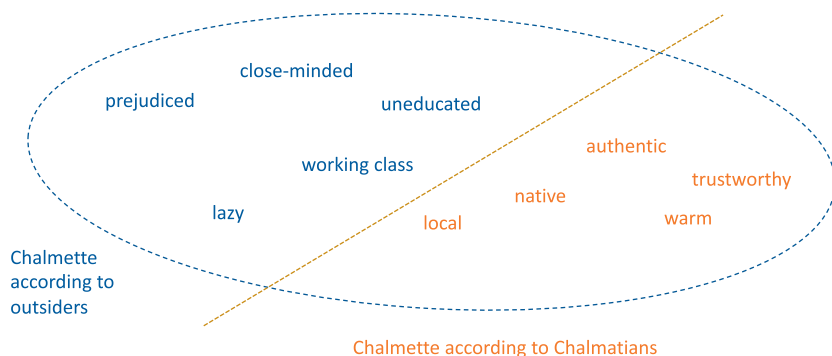 close-minded
prejudiced
uneducated
authentic
working class
trustworthy
native
lazy
local
warm
Chalmette
according to
outsiders
Chalmette according to Chalmatians